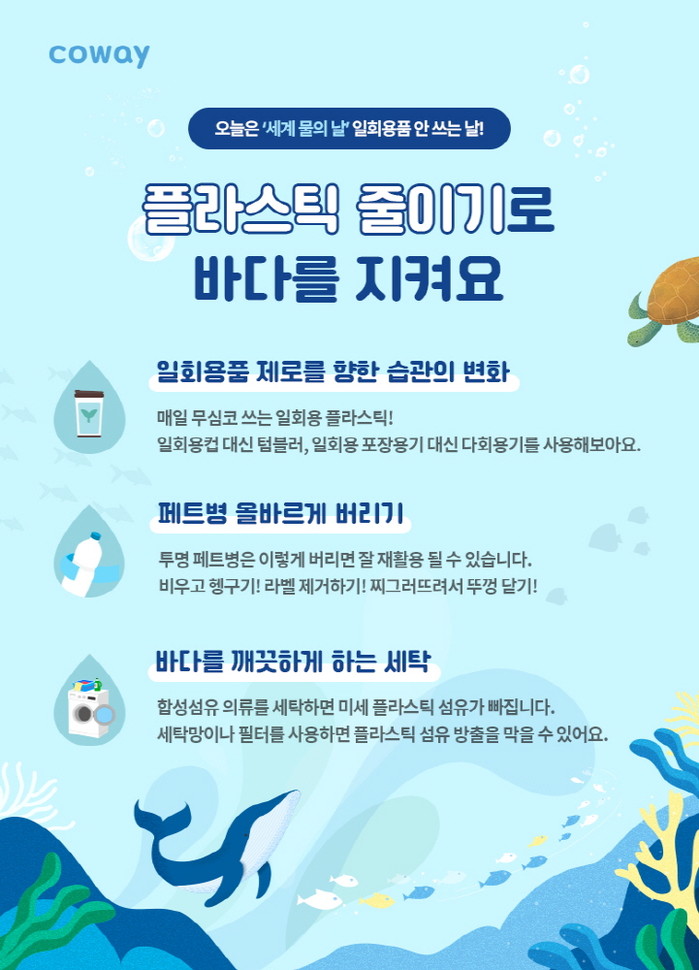 coway
오늘은 '세계 물의 날' 일회용품 안 쓰는 날!
플라스틱 줄이기로
바다를 지켜요
일회용품 제로를 향한 습관의 변화
매일 무심코 쓰는 일회용 플라스틱!
일회용컵 대신 텀블러, 일회용 포장용기 대신 다회용기를 사용해보아요.
페트병 올바르게 버리기
투명 페트병은 이렇게 버리면 잘 재활용 될 수 있습니다.
비우고 헹구기! 라벨 제거하기! 찌그러뜨려서 뚜껑 닫기!
바다를 깨끗하게 하는 세탁
합성섬유 의류를 세탁하면 미세 플라스틱 섬유가 빠집니다.
세탁망이나 필터를 사용하면 플라스틱 섬유 방출을 막을 수 있어요.